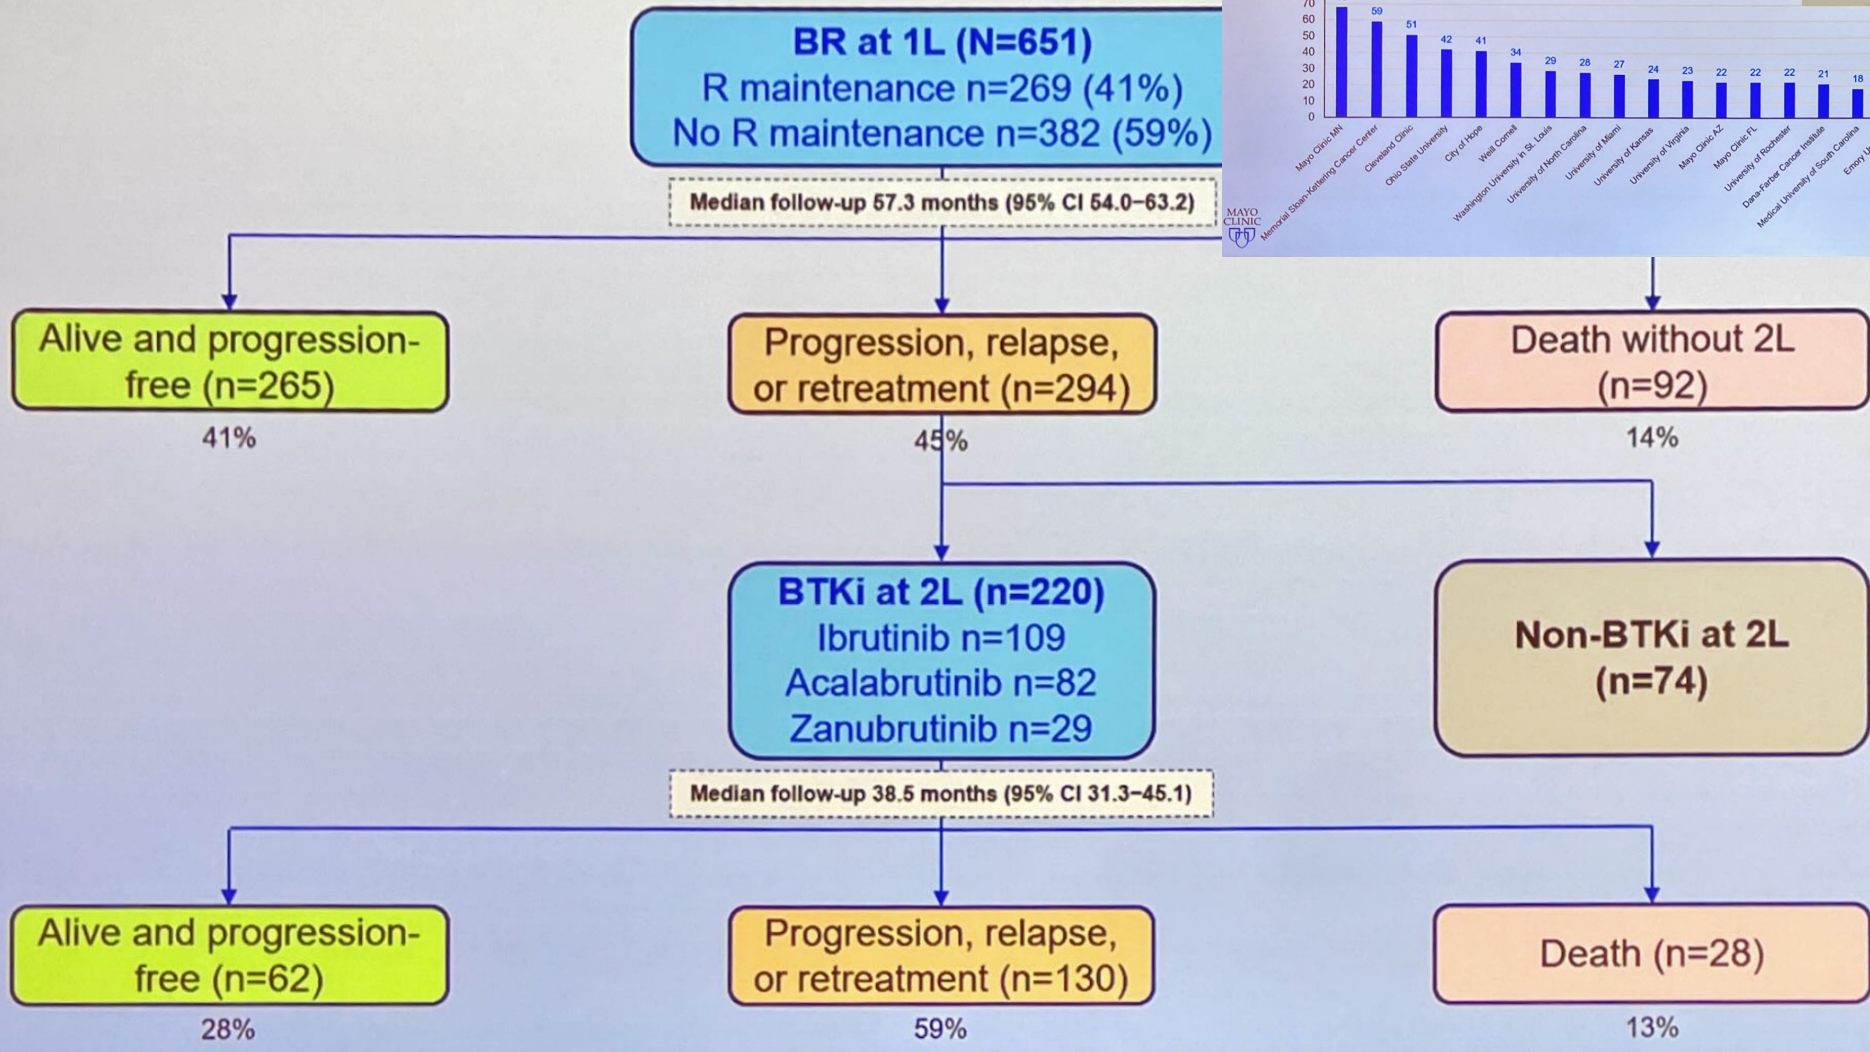 BR at 1L (N=651)
R maintenance n=269 (41%)
No R maintenance n=382 (59%)
Median follow-up 57.3 months (95% CI 54.0–63.2)
70
60
50
40
30
20
10
0
59
51
42
41
34
29
28
27
24
23
22
22
22
21
18
Mayo Clinic MN
Memorial Sloan-Kettering Cancer Center
Cleveland Clinic
Ohio State University
City of Hope
Weill Cornell
Washington University in St. Louis
University of North Carolina
University of Miami
University of Kansas
University of Virginia
Mayo Clinic AZ
Mayo Clinic FL
University of Rochester
Dana-Farber Cancer Institute
Medical University of South Carolina
Emory U
MAYO
CLINIC
Alive and progression-
free (n=265)
41%
Progression, relapse,
or retreatment (n=294)
45%
Death without 2L
(n=92)
14%
BTKi at 2L (n=220)
Ibrutinib n=109
Acalabrutinib n=82
Zanubrutinib n=29
Non-BTKi at 2L
(n=74)
Median follow-up 38.5 months (95% CI 31.3–45.1)
Alive and progression-
free (n=62)
28%
Progression, relapse,
or retreatment (n=130)
59%
Death (n=28)
13%